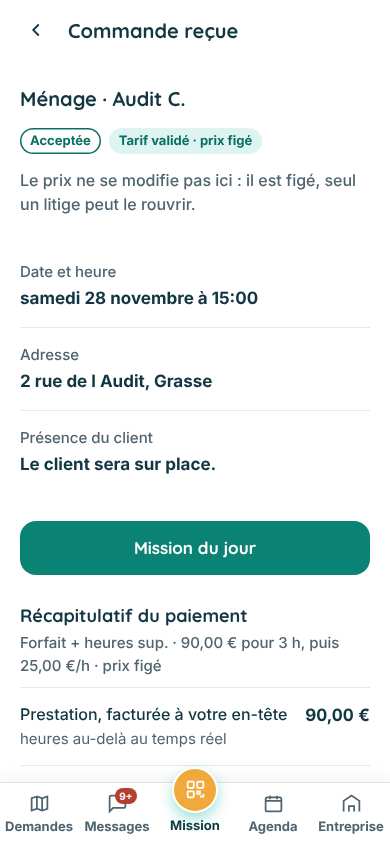 Commande reçue
Ménage · Audit C.
Acceptée
Tarif validé · prix figé
Le prix ne se modifie pas ici : il est figé, seul
un litige peut le rouvrir.
Date et heure
samedi 28 novembre à 15:00
Adresse
2 rue de l Audit, Grasse
Présence du client
Le client sera sur place.
Mission du jour
Récapitulatif du paiement
Forfait + heures sup. · 90,00 € pour 3 h, puis
25,00 €/h · prix figé
Prestation, facturée à votre en-tête 90,00 €
heures au-delà au temps réel
9+
Demandes Messages Mission Agenda Entreprise